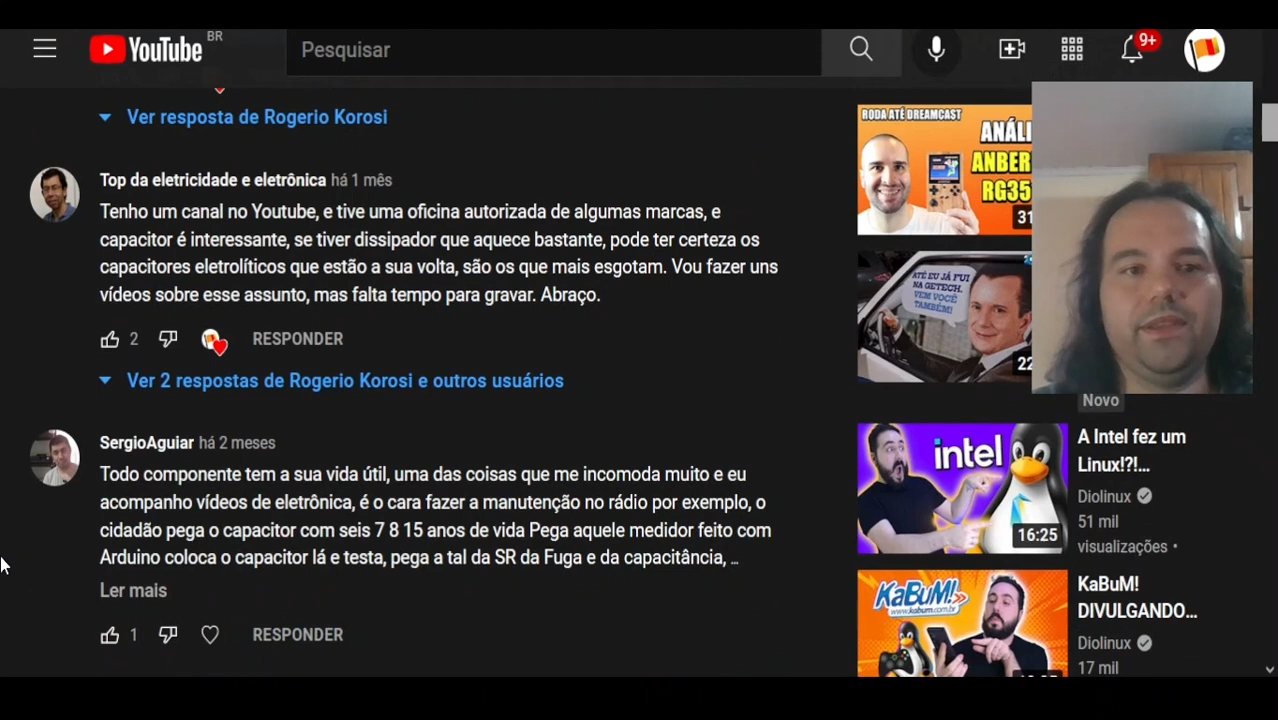 YouTube BR
Pesquisar
9+
Ver resposta de Rogerio Korosi
Top da eletricidade e eletrônica há 1 mês
Tenho um canal no Youtube, e tive uma oficina autorizada de algumas marcas, e
capacitor é interessante, se tiver dissipador que aquece bastante, pode ter certeza os
capacitores eletrolíticos que estão a sua volta, são os que mais esgotam. Vou fazer uns
vídeos sobre esse assunto, mas falta tempo para gravar. Abraço.
2
RESPONDER
Ver 2 respostas de Rogerio Korosi e outros usuários
SergioAguiar há 2 meses
Todo componente tem a sua vida útil, uma das coisas que me incomoda muito e eu
acompanho vídeos de eletrônica, é o cara fazer a manutenção no rádio por exemplo, o
cidadão pega o capacitor com seis 7 8 15 anos de vida Pega aquele medidor feito com
Arduino coloca o capacitor lá e testa, pega a tal da SR da Fuga e da capacitância, ...
Ler mais
1
RESPONDER
RODA ATÉ DREAMCAST
ANÁLI
ANBER
RG35
31
ATÉ EU JÁ FUI
NA GETECH.
VEM VOCÊ
TAMBÉM!
22
Novo
intel
16:25
A Intel fez um
Linux!?!...
Diolinux
51 mil
visualizações •
KaBuM!
www.kabum.com.br
KaBuM!
DIVULGANDO...
Diolinux
17 mil